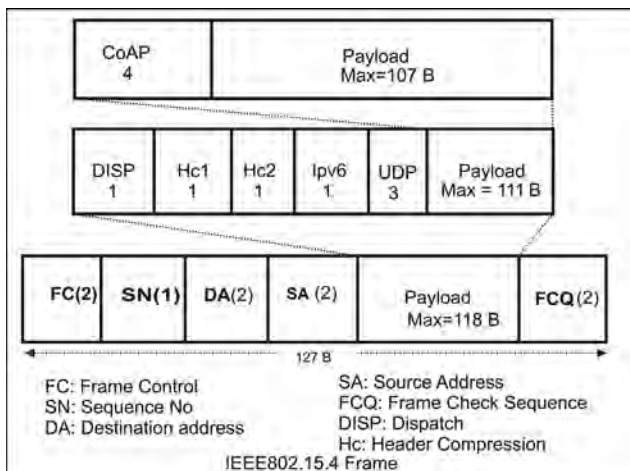 CoAP
4
Payload
Max=107 B
DISP
1
Hc1
1
Hc2
1
Ipv6
1
UDP
3
Payload
Max = 111 B
FC(2)
SN(1)
DA(2)
SA (2)
Payload
Max=118 B
FCQ(2)
127 B
FC: Frame Control
SN: Sequence No
DA: Destination address
SA: Source Address
FCQ: Frame Check Sequence
DISP: Dispatch
Hc: Header Compression
IEEE802.15.4 Frame